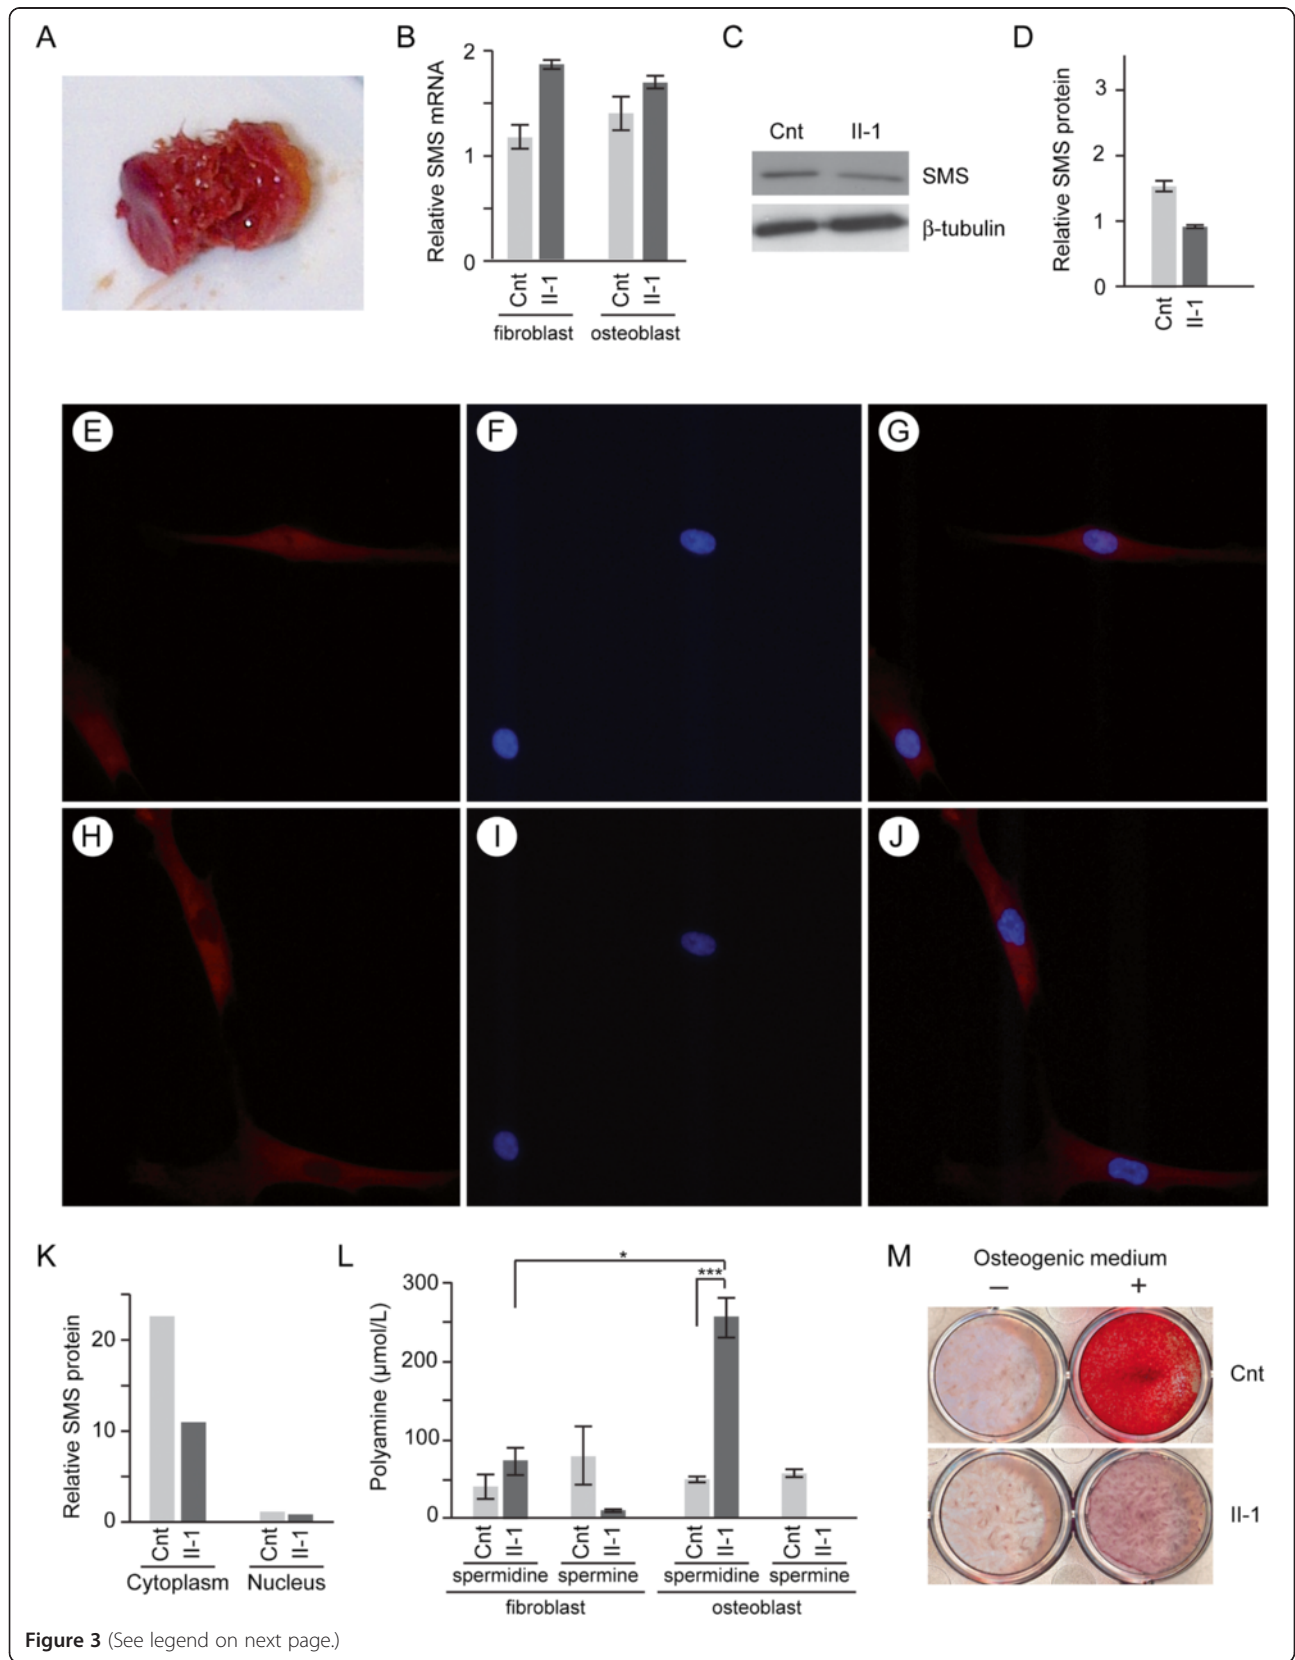 A
B
Relative SMS mRNA
2
1
0
Cnt
II-1
Cnt
II-1
fibroblast
osteoblast
C
Cnt II-1
SMS
β-tubulin
D
Relative SMS protein
3
2
1
0
Cnt
II-1
E
F
G
H
I
J
K
Relative SMS protein
20
10
0
Cnt
II-1
Cnt
II-1
Cytoplasm
Nucleus
L
Polyamine (µmol/L)
300
200
100
0
*
***
Cnt
II-1
Cnt
II-1
Cnt
II-1
Cnt
II-1
spermidine
spermine
spermidine
spermine
fibroblast
osteoblast
M
Osteogenic medium
— +
Cnt
II-1
Figure 3 (See legend on next page.)